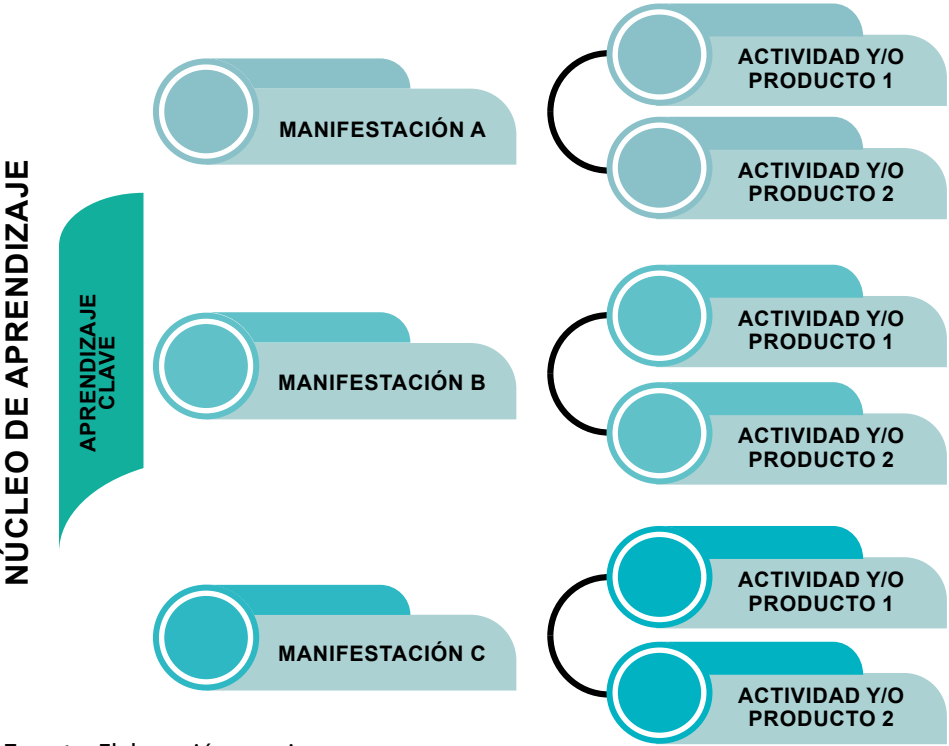 NÚCLEO DE APRENDIZAJE
APRENDIZAJE
CLAVE
MANIFESTACIÓN A
ACTIVIDAD Y/O
PRODUCTO 1
ACTIVIDAD Y/O
PRODUCTO 2
MANIFESTACIÓN B
ACTIVIDAD Y/O
PRODUCTO 1
ACTIVIDAD Y/O
PRODUCTO 2
MANIFESTACIÓN C
ACTIVIDAD Y/O
PRODUCTO 1
ACTIVIDAD Y/O
PRODUCTO 2